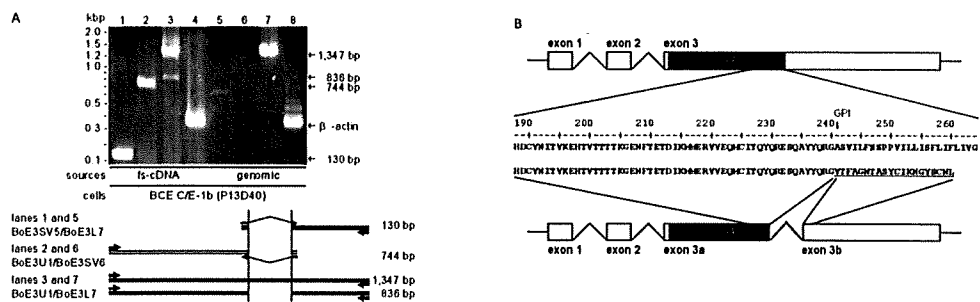 A
kbp 1 2 3 4 5 6 7 8
2.0
1.5
1.2
1.0
0.5
0.3
0.1
1,347 bp
836 bp
744 bp
β -actin
130 bp
sources fs-cDNA genomic
cells BCE C/E-1b (P13D40)
lanes 1 and 5
BoE3SV5/BoE3L7
130 bp
lanes 2 and 6
BoE3U1/BoE3SV6
744 bp
lanes 3 and 7
BoE3U1/BoE3L7
1,347 bp
836 bp
B
exon 1 exon 2 exon 3
GPI
190 200 210 220 230 240 250 260
exon 1 exon 2 exon 3a exon 3b